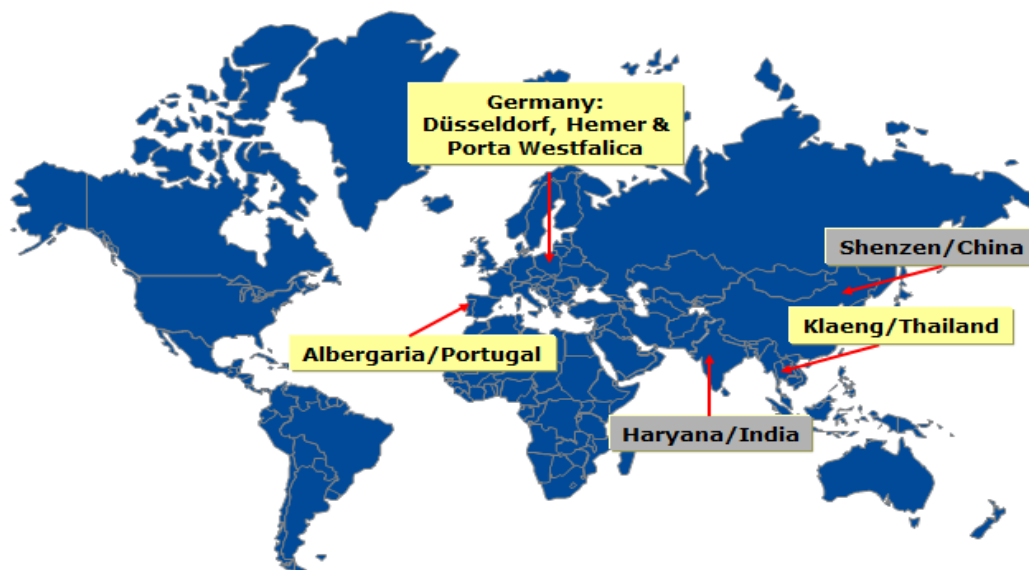 Germany:
Düsseldorf, Hemer &
Porta Westfalica
Shenzen/China
Klaeng/Thailand
Albergaria/Portugal
Haryana/India